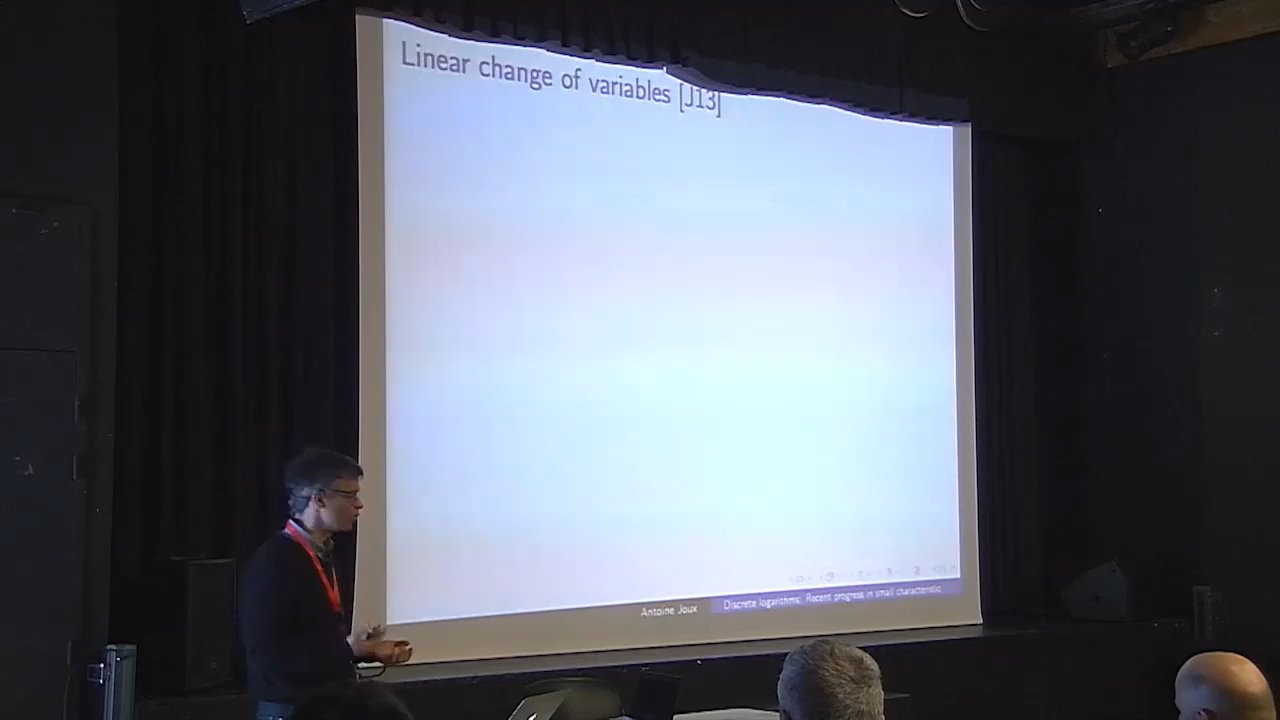 Linear change of variables [J13]
Antoine Joux
Discrete logarithms: Recent progress in small characteristic